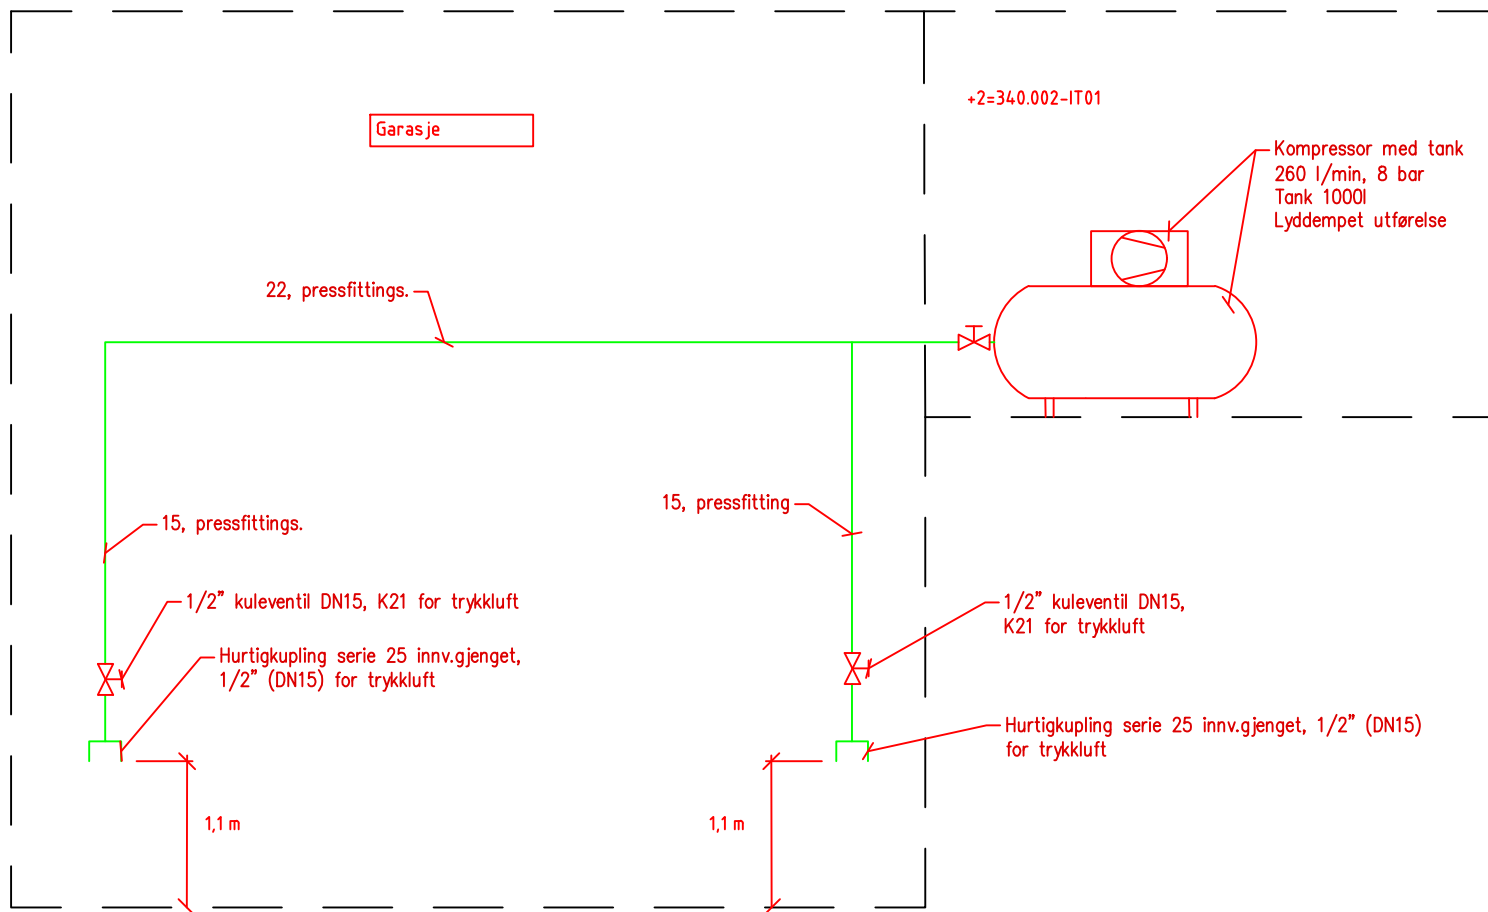 +2=340.002-IT01
Garasje
Kompressor med tank
260 l/min, 8 bar
Tank 1000l
Lyddempet utførelse
22, pressfittings.
15, pressfitting
15, pressfittings.
1/2” kuleventil DN15, K21 for trykkluft
1/2” kuleventil DN15,
K21 for trykkluft
Hurtigkupling serie 25 innv.gjenget,
1/2” (DN15) for trykkluft
Hurtigkupling serie 25 innv.gjenget, 1/2” (DN15)
for trykkluft
1,1 m
1,1 m